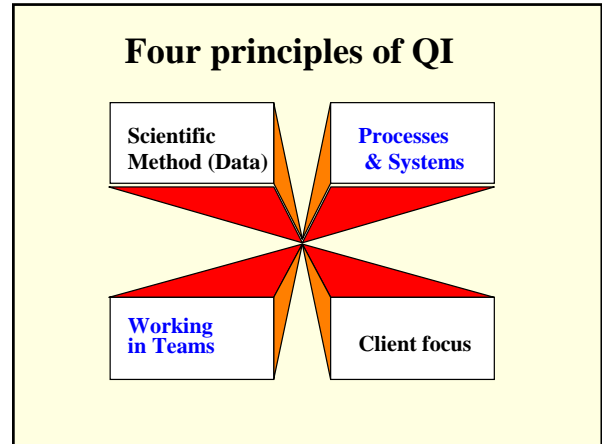 Four principles of QI
Scientific
Method (Data)
Processes
& Systems
Working
in Teams
Client focus